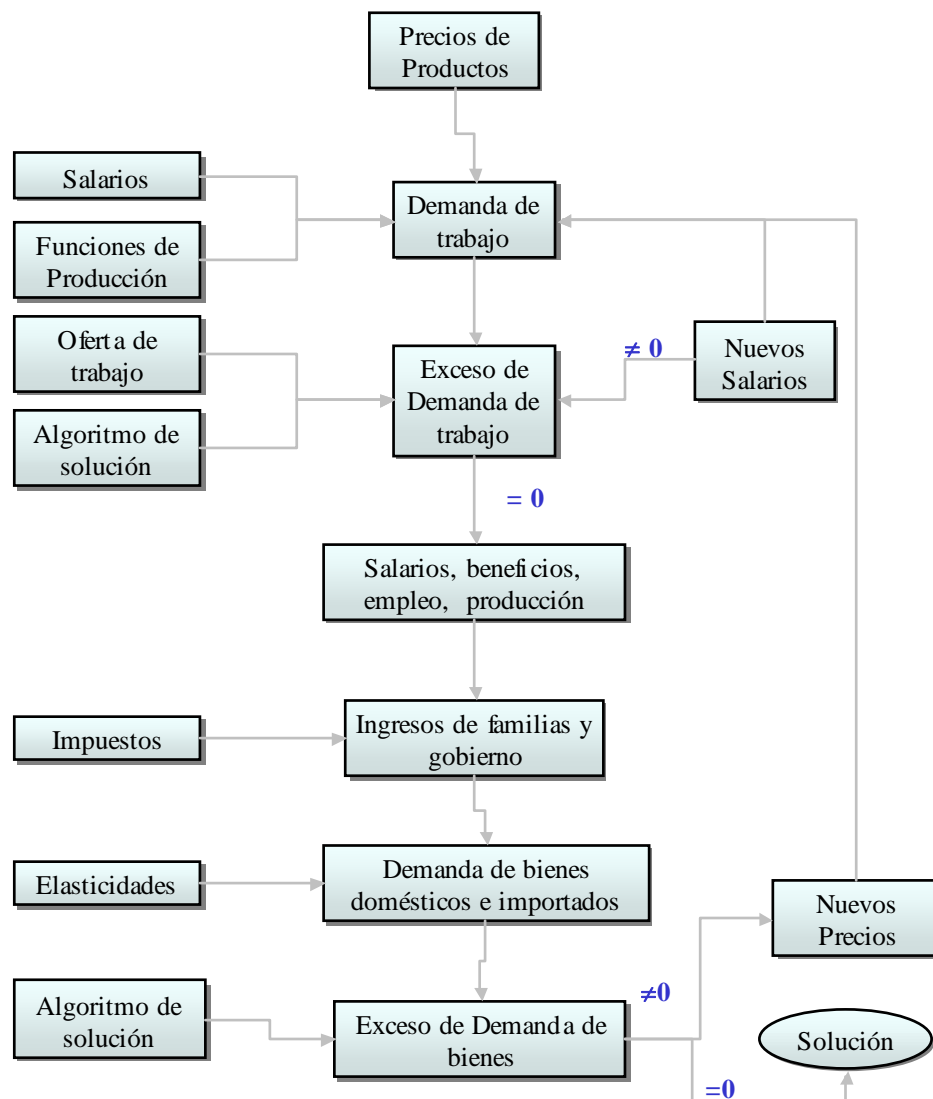 Precios de
Productos
Salarios
Demanda de
trabajo
Funciones de
Producción
Oferta de
trabajo
≠ 0
Nuevos
Salarios
Exceso de
Demanda de
trabajo
Algoritmo de
solución
= 0
Salarios, beneficios,
empleo, producción
Impuestos
Ingresos de familias y
gobierno
Elasticidades
Demanda de bienes
domésticos e importados
Nuevos
Precios
Algoritmo de
solución
≠0
Exceso de Demanda de
bienes
Solución
=0